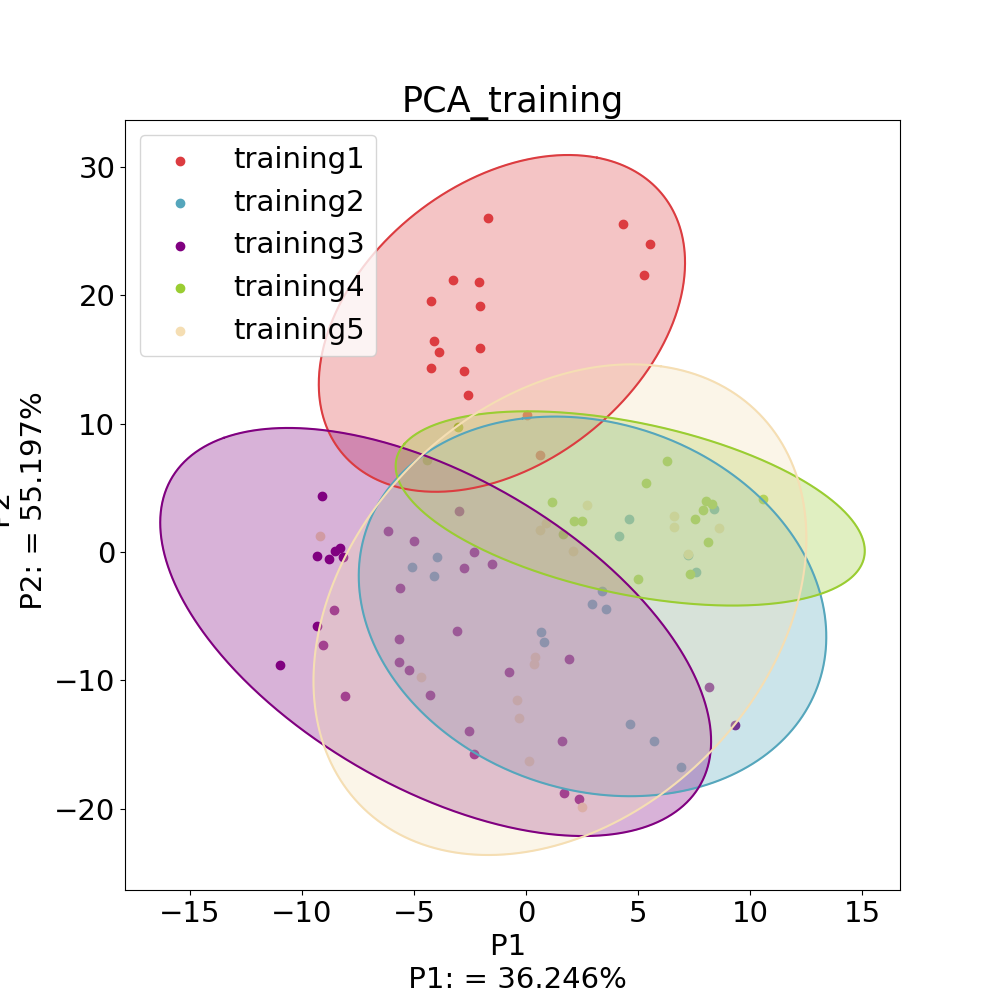 PCA_training
training1
training2
training3
training4
training5
30
20
10
0
−10
−20
P2
P2: = 55.197%
−15
−10
−5
0
5
10
15
P1
P1: = 36.246%